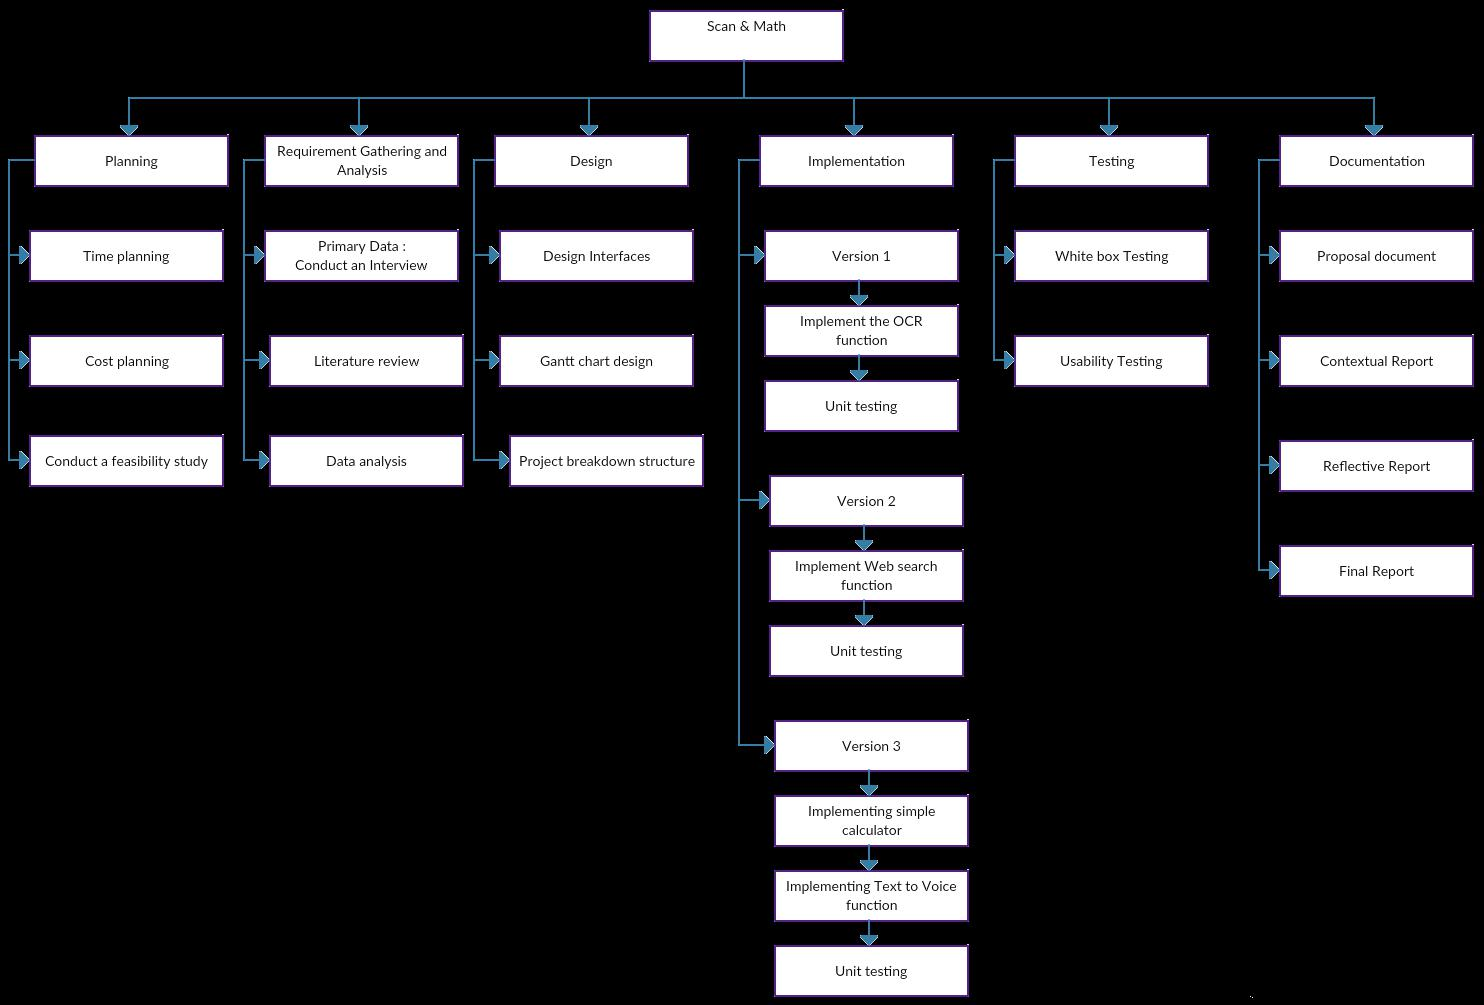 Scan & Math
Planning
Requirement Gathering and
Analysis
Design
Implementation
Testing
Documentation
Time planning
Cost planning
Conduct a feasibility study
Primary Data :
Conduct an Interview
Literature review
Data analysis
Design Interfaces
Gantt chart design
Project breakdown structure
Version 1
Implement the OCR
function
Unit testing
Version 2
Implement Web search
function
Unit testing
Version 3
Implementing simple
calculator
Implementing Text to Voice
function
Unit testing
White box Testing
Usability Testing
Proposal document
Contextual Report
Reflective Report
Final Report